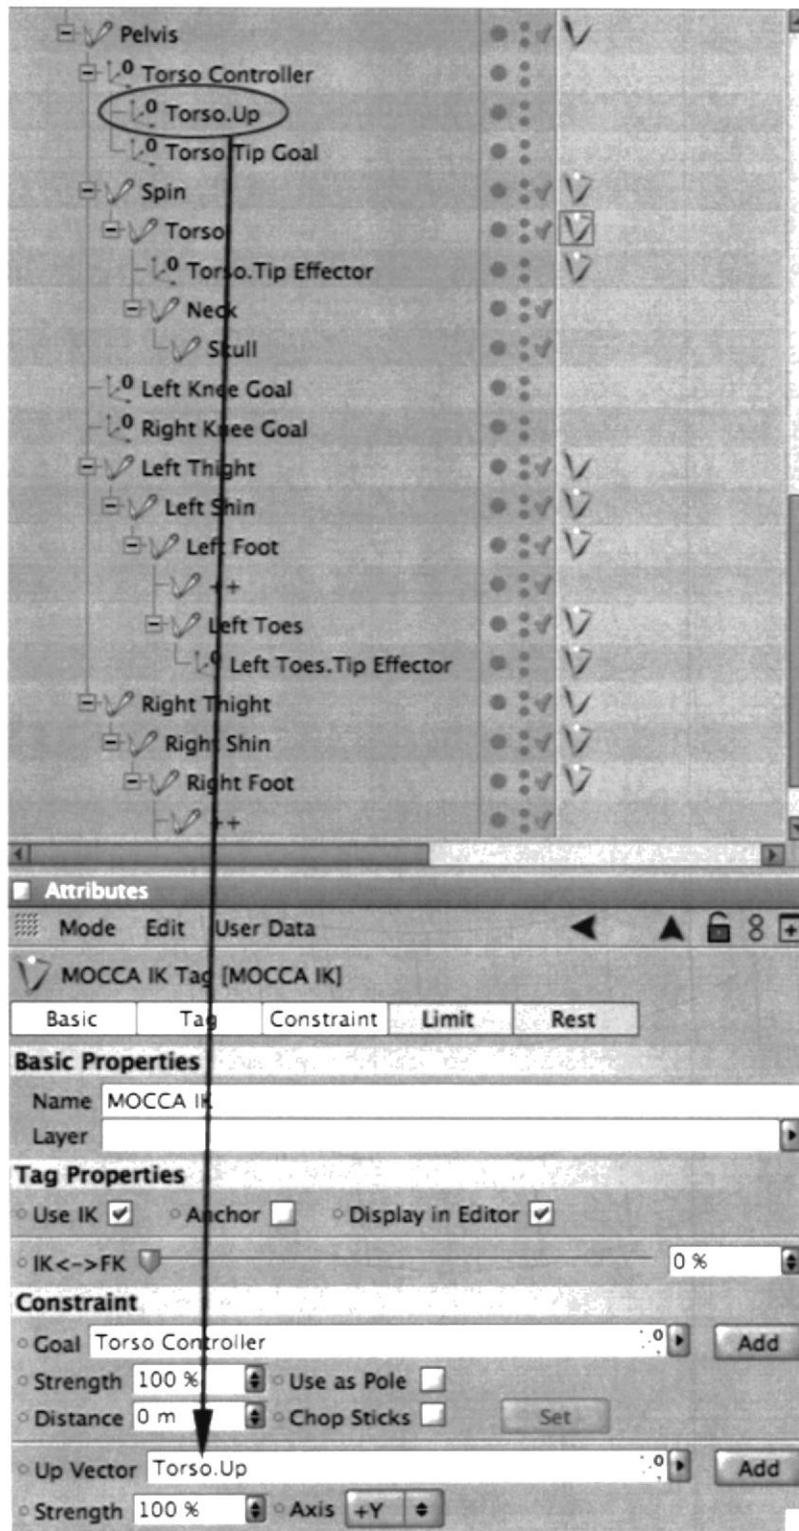 Pelvis
Torso Controller
Torso.Up
Torso.Tip Goal
Spin
Torso
Torso.Tip Effector
Neck
Skull
Left Knee Goal
Right Knee Goal
Left Thight
Left Shin
Left Foot
++
Left Toes
Left Toes.Tip Effector
Right Thight
Right Shin
Right Foot
++
Attributes
Mode Edit User Data
MOCCA IK Tag [MOCCA IK]
Basic Tag Constraint Limit Rest
Basic Properties
Name MOCCA IK
Layer
Tag Properties
Use IK Anchor Display in Editor
IK<->FK 0 %
Constraint
Goal Torso Controller Add
Strength 100 % Use as Pole
Distance 0 m Chop Sticks Set
Up Vector Torso.Up Add
Strength 100 % Axis +Y